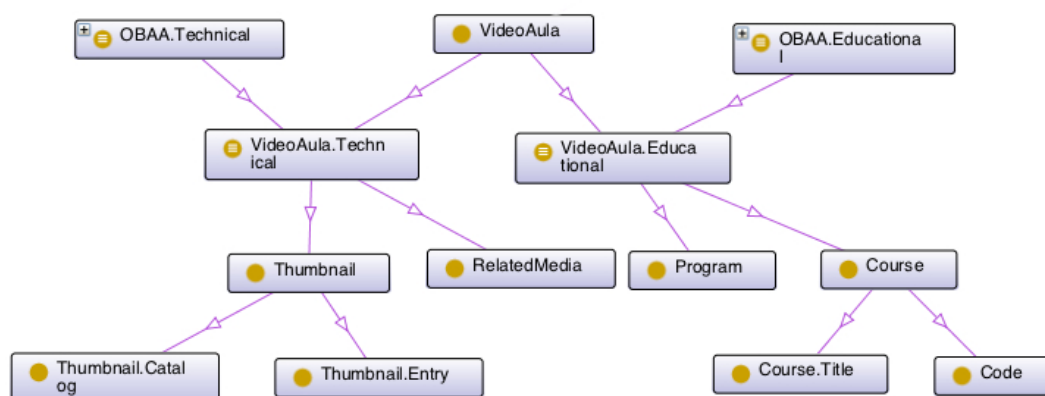 OBAA.Technical
VideoAula
OBAA.Educationa
l
VideoAula.Techn
ical
VideoAula.Educa
tional
Thumbnail
RelatedMedia
Program
Course
Thumbnail.Catal
og
Thumbnail.Entry
Course.Title
Code